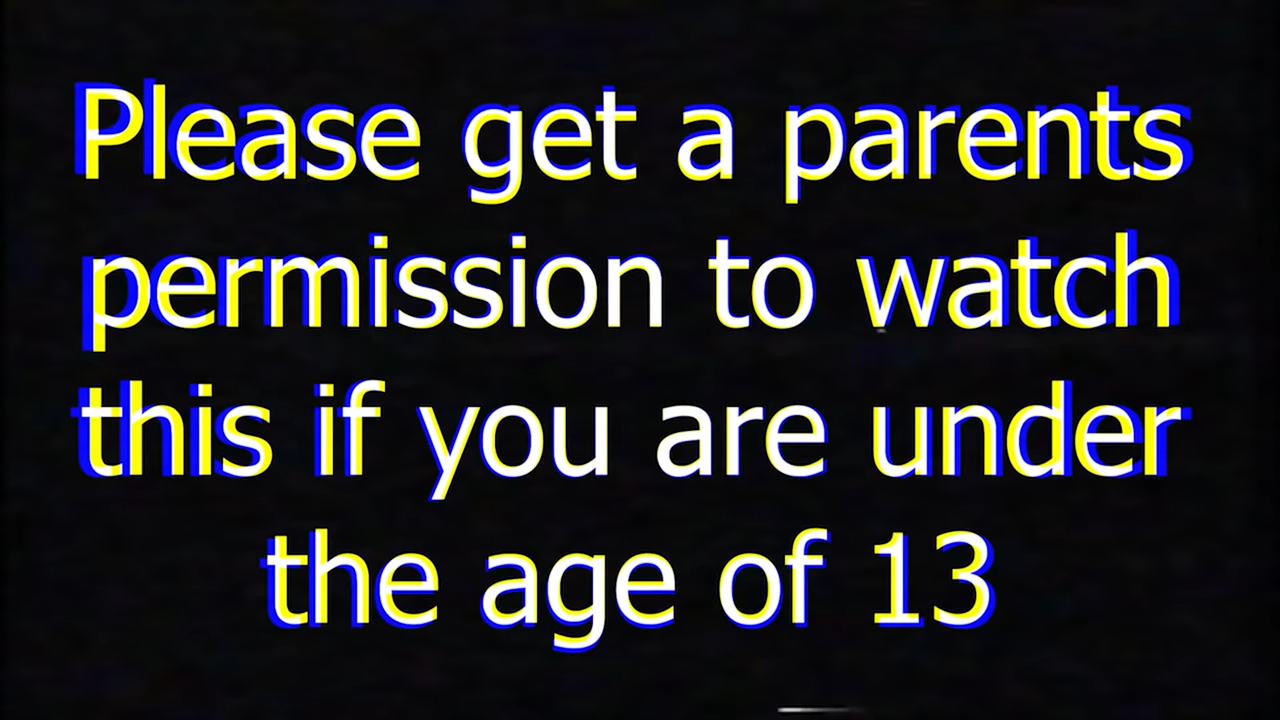 Please get a parents
permission to watch
this if you are under
the age of 13